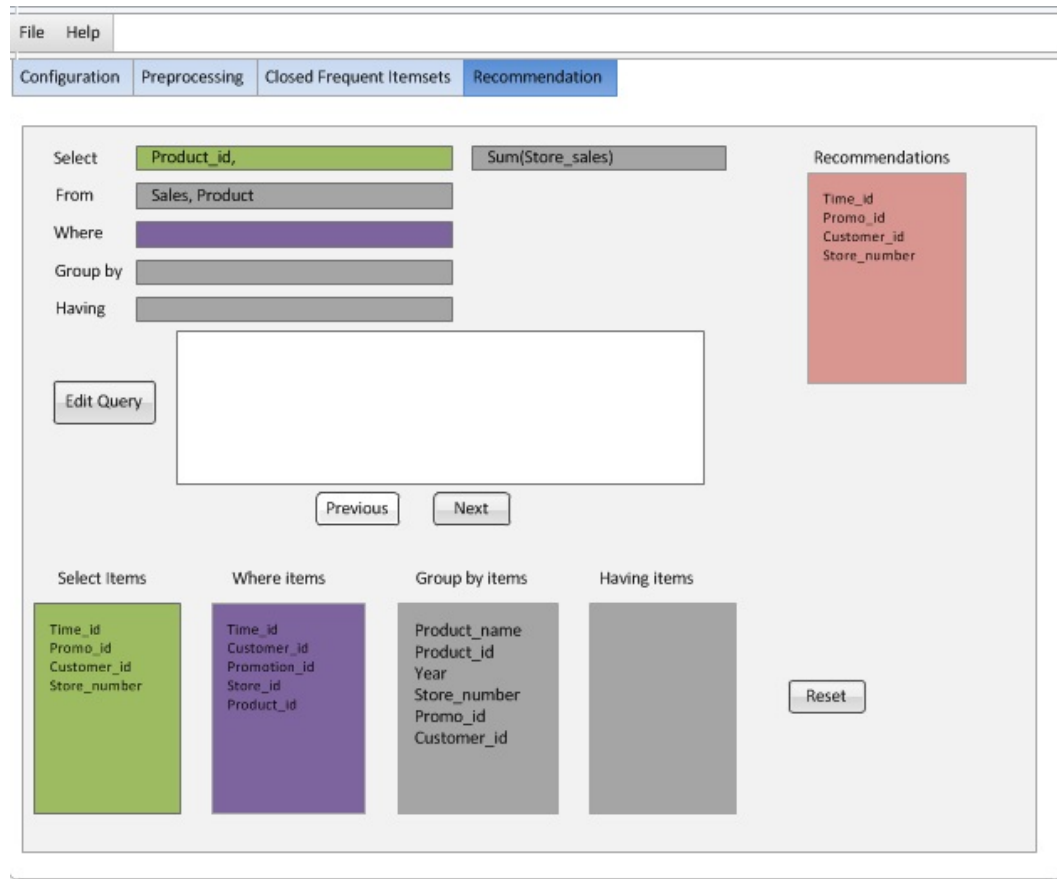 File Help
Configuration Preprocessing Closed Frequent Itemsets Recommendation
Select Product_id, Sum(Store_sales)
From Sales, Product
Where
Group by
Having
Recommendations
Time_id
Promo_id
Customer_id
Store_number
Edit Query
Previous Next
Select Items
Time_id
Promo_id
Customer_id
Store_number
Where items
Time_id
Customer_id
Promotion_id
Store_id
Product_id
Group by items
Product_name
Product_id
Year
Store_number
Promo_id
Customer_id
Having items
Reset